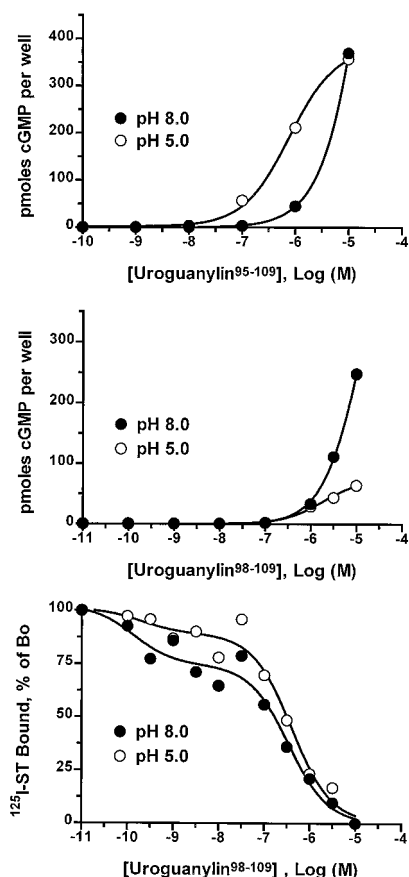 400
300
200
100
0
pmoles cGMP per well
● pH 8.0
○ pH 5.0
-10 -9 -8 -7 -6 -5 -4
[Uroguanylin95-109], Log (M)
300
200
100
0
pmoles cGMP per well
● pH 8.0
○ pH 5.0
-11 -10 -9 -8 -7 -6 -5 -4
[Uroguanylin98-109], Log (M)
100
75
50
25
0
125I-ST Bound, % of Bo
● pH 8.0
○ pH 5.0
-11 -10 -9 -8 -7 -6 -5 -4
[Uroguanylin98-109] , Log (M)